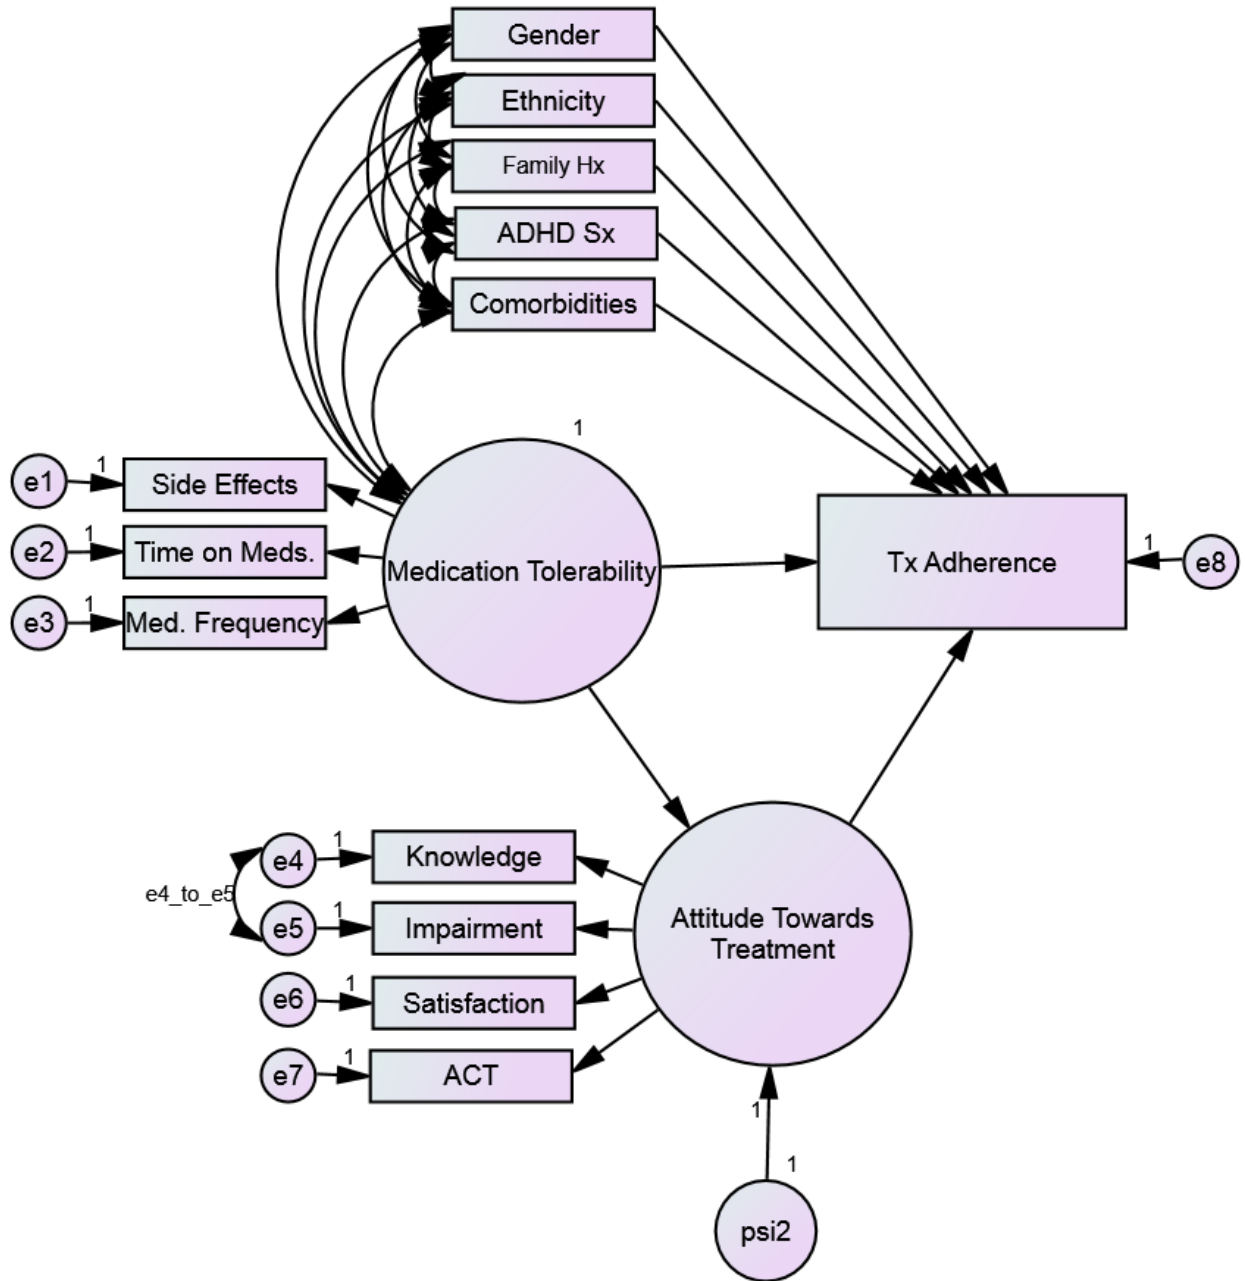 Gender
Ethnicity
Family Hx
ADHD Sx
Comorbidities
1
e1
1
Side Effects
e2
1
Time on Meds.
e3
1
Med. Frequency
Medication Tolerability
Tx Adherence
1
e8
e4_to_e5
e4
1
Knowledge
e5
1
Impairment
e6
1
Satisfaction
e7
1
ACT
Attitude Towards
Treatment
1
1
psi2